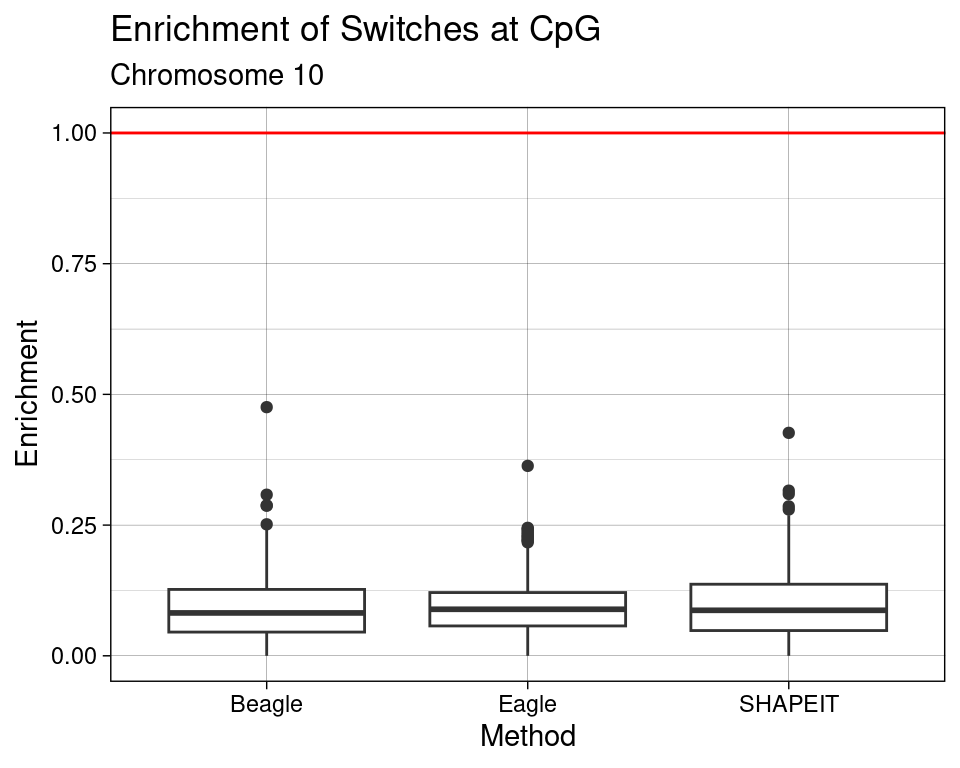 Enrichment of Switches at CpG
Chromosome 10
Enrichment
1.00
0.75
0.50
0.25
0.00
Beagle Eagle SHAPEIT
Method